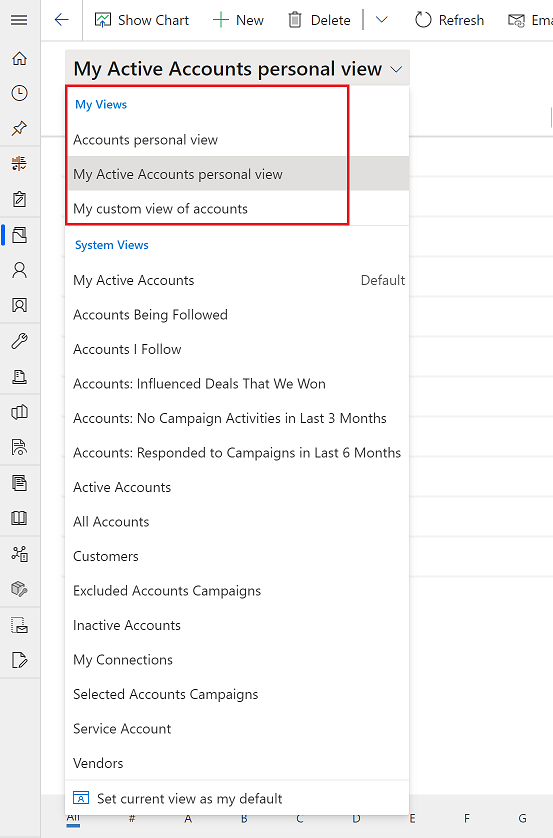 Show Chart New Delete Refresh Ema
My Active Accounts personal view
My Views
Accounts personal view
My Active Accounts personal view
My custom view of accounts
System Views
My Active Accounts Default
Accounts Being Followed
Accounts I Follow
Accounts: Influenced Deals That We Won
Accounts: No Campaign Activities in Last 3 Months
Accounts: Responded to Campaigns in Last 6 Months
Active Accounts
All Accounts
Customers
Excluded Accounts Campaigns
Inactive Accounts
My Connections
Selected Accounts Campaigns
Service Account
Vendors
Set current view as my default
All # A B C D E F G